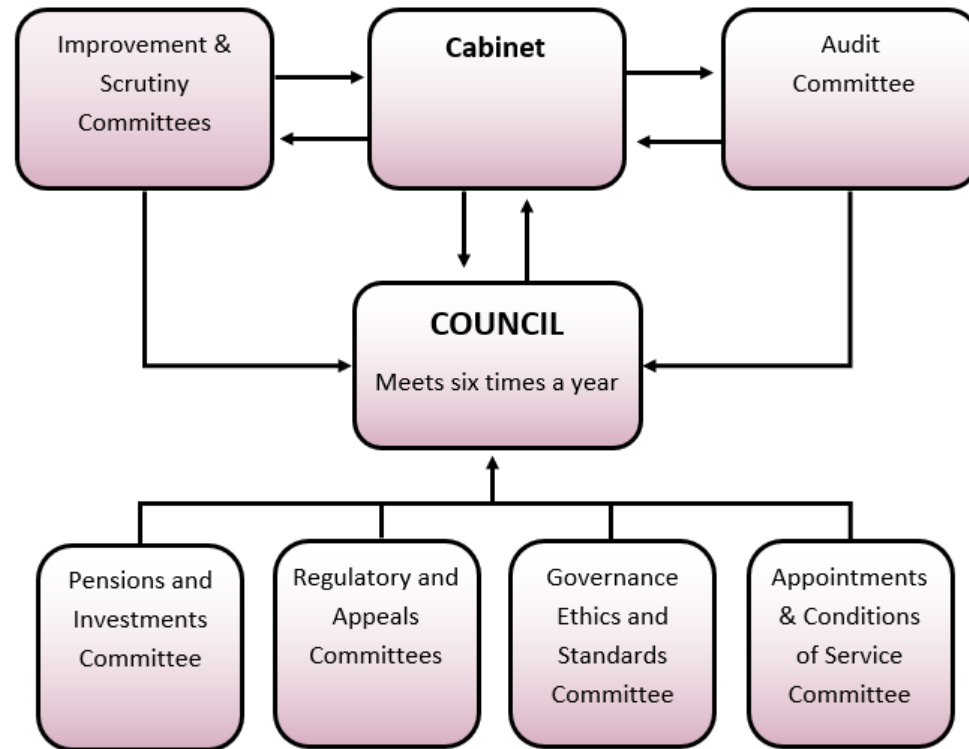 Improvement &
Scrutiny
Committees
Cabinet
Audit
Committee
COUNCIL
Meets six times a year
Pensions and
Investments
Committee
Regulatory and
Appeals
Committees
Governance
Ethics and
Standards
Committee
Appointments
& Conditions
of Service
Committee